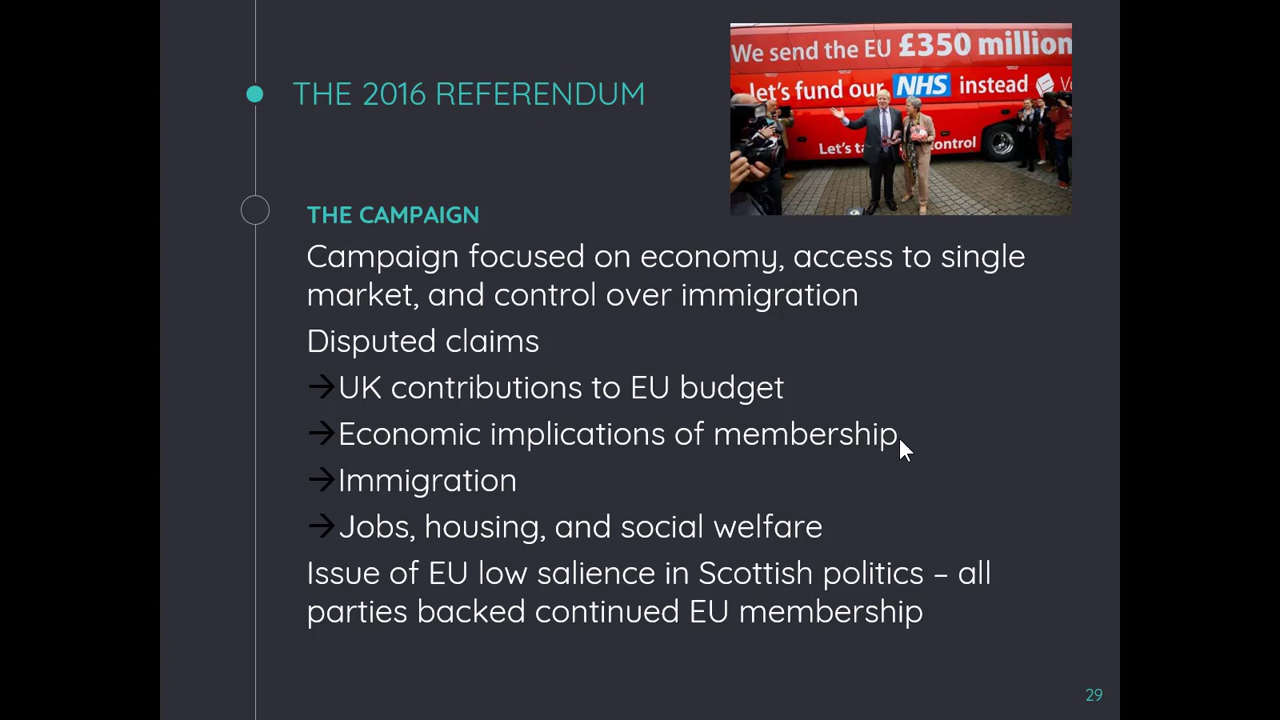 We send the EU £350 million
let's fund our NHS instead
Let's ta control
THE 2016 REFERENDUM
THE CAMPAIGN
Campaign focused on economy, access to single
market, and control over immigration
Disputed claims
→UK contributions to EU budget
→Economic implications of membership
→Immigration
→Jobs, housing, and social welfare
Issue of EU low salience in Scottish politics – all
parties backed continued EU membership
29